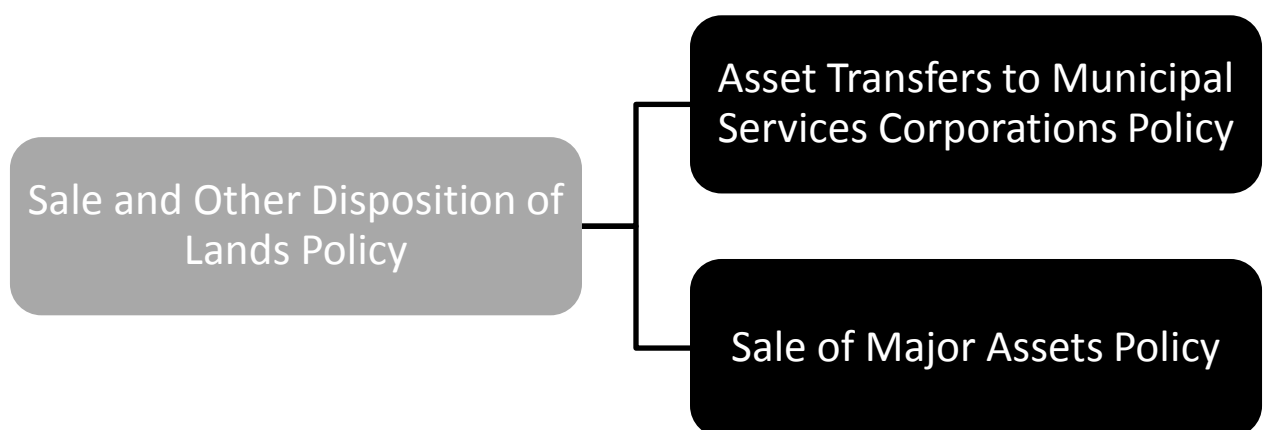 Sale and Other Disposition of
Lands Policy
Asset Transfers to Municipal
Services Corporations Policy
Sale of Major Assets Policy